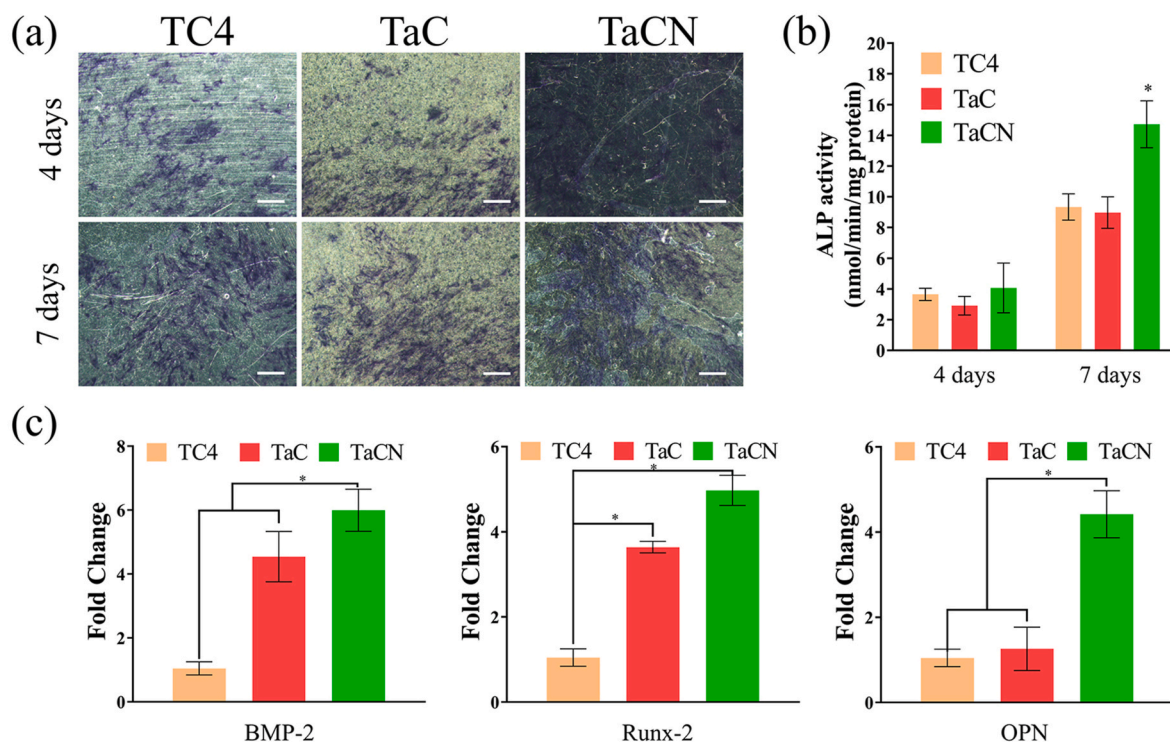 (a)
TC4 TaC TaCN
4 days
7 days
(b)
ALP activity
(nmol/min/mg protein)
20
18
16
14
12
10
8
6
4
2
0
TC4
TaC
TaCN
*
4 days 7 days
(c)
TC4 TaC TaCN
Fold Change
8
6
4
2
0
*
BMP-2
TC4 TaC TaCN
Fold Change
6
4
2
0
*
*
Runx-2
TC4 TaC TaCN
Fold Change
6
4
2
0
*
OPN